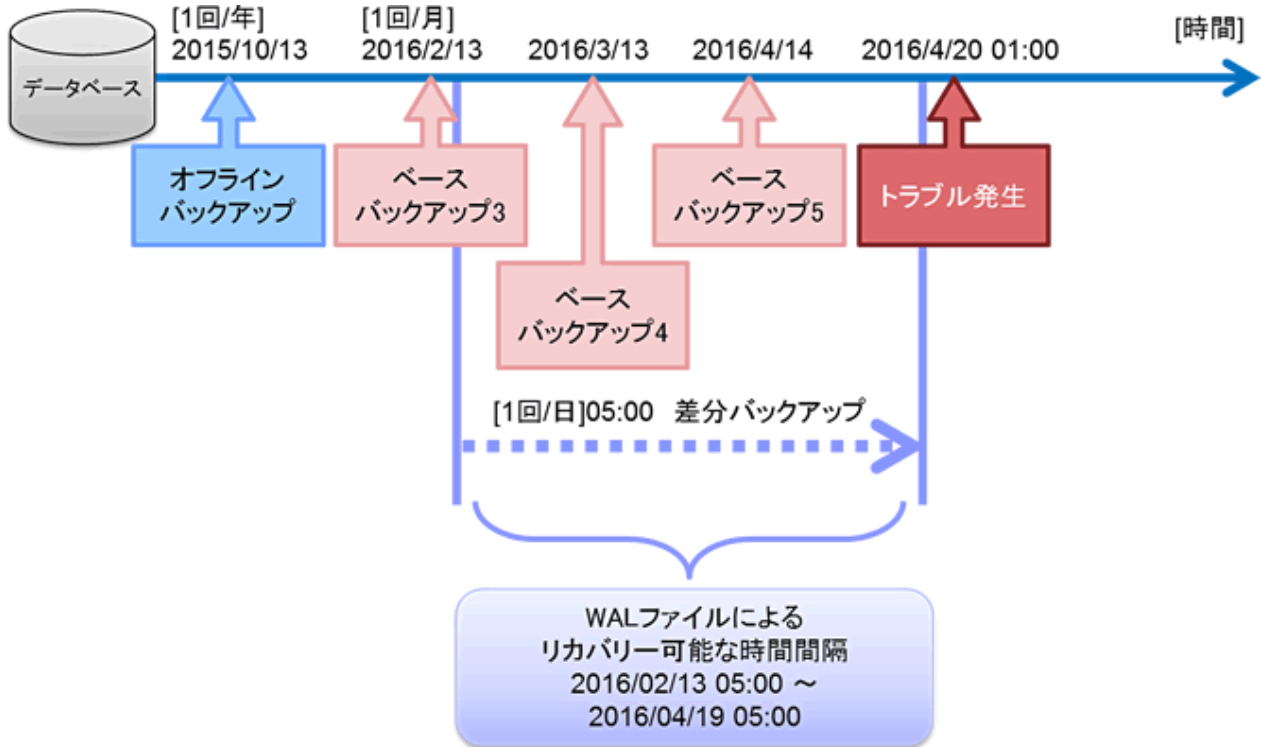 [1回/年]
[1回/月]
[時間]
2015/10/13
2016/2/13
2016/3/13
2016/4/14
2016/4/20 01:00
データベース
オフライン
バックアップ
ベース
バックアップ3
ベース
バックアップ5
トラブル発生
ベース
バックアップ4
[1回/日]05:00 差分バックアップ
WALファイルによる
リカバリー可能な時間間隔
2016/02/13 05:00 ～
2016/04/19 05:00